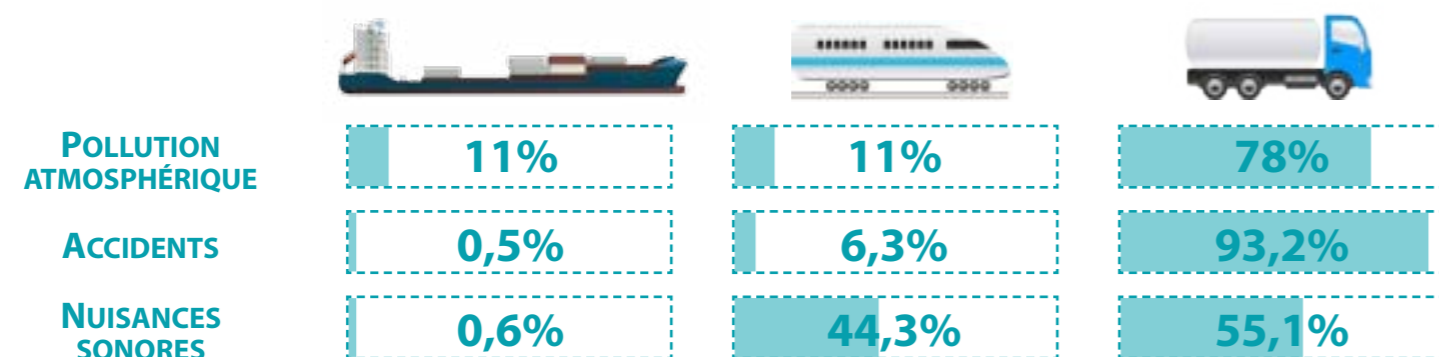 POLLUTION
ATMOSPHÉRIQUE
11%
11%
78%
ACCIDENTS
0,5%
6,3%
93,2%
NUISANCES
SONORES
0,6%
44,3%
55,1%